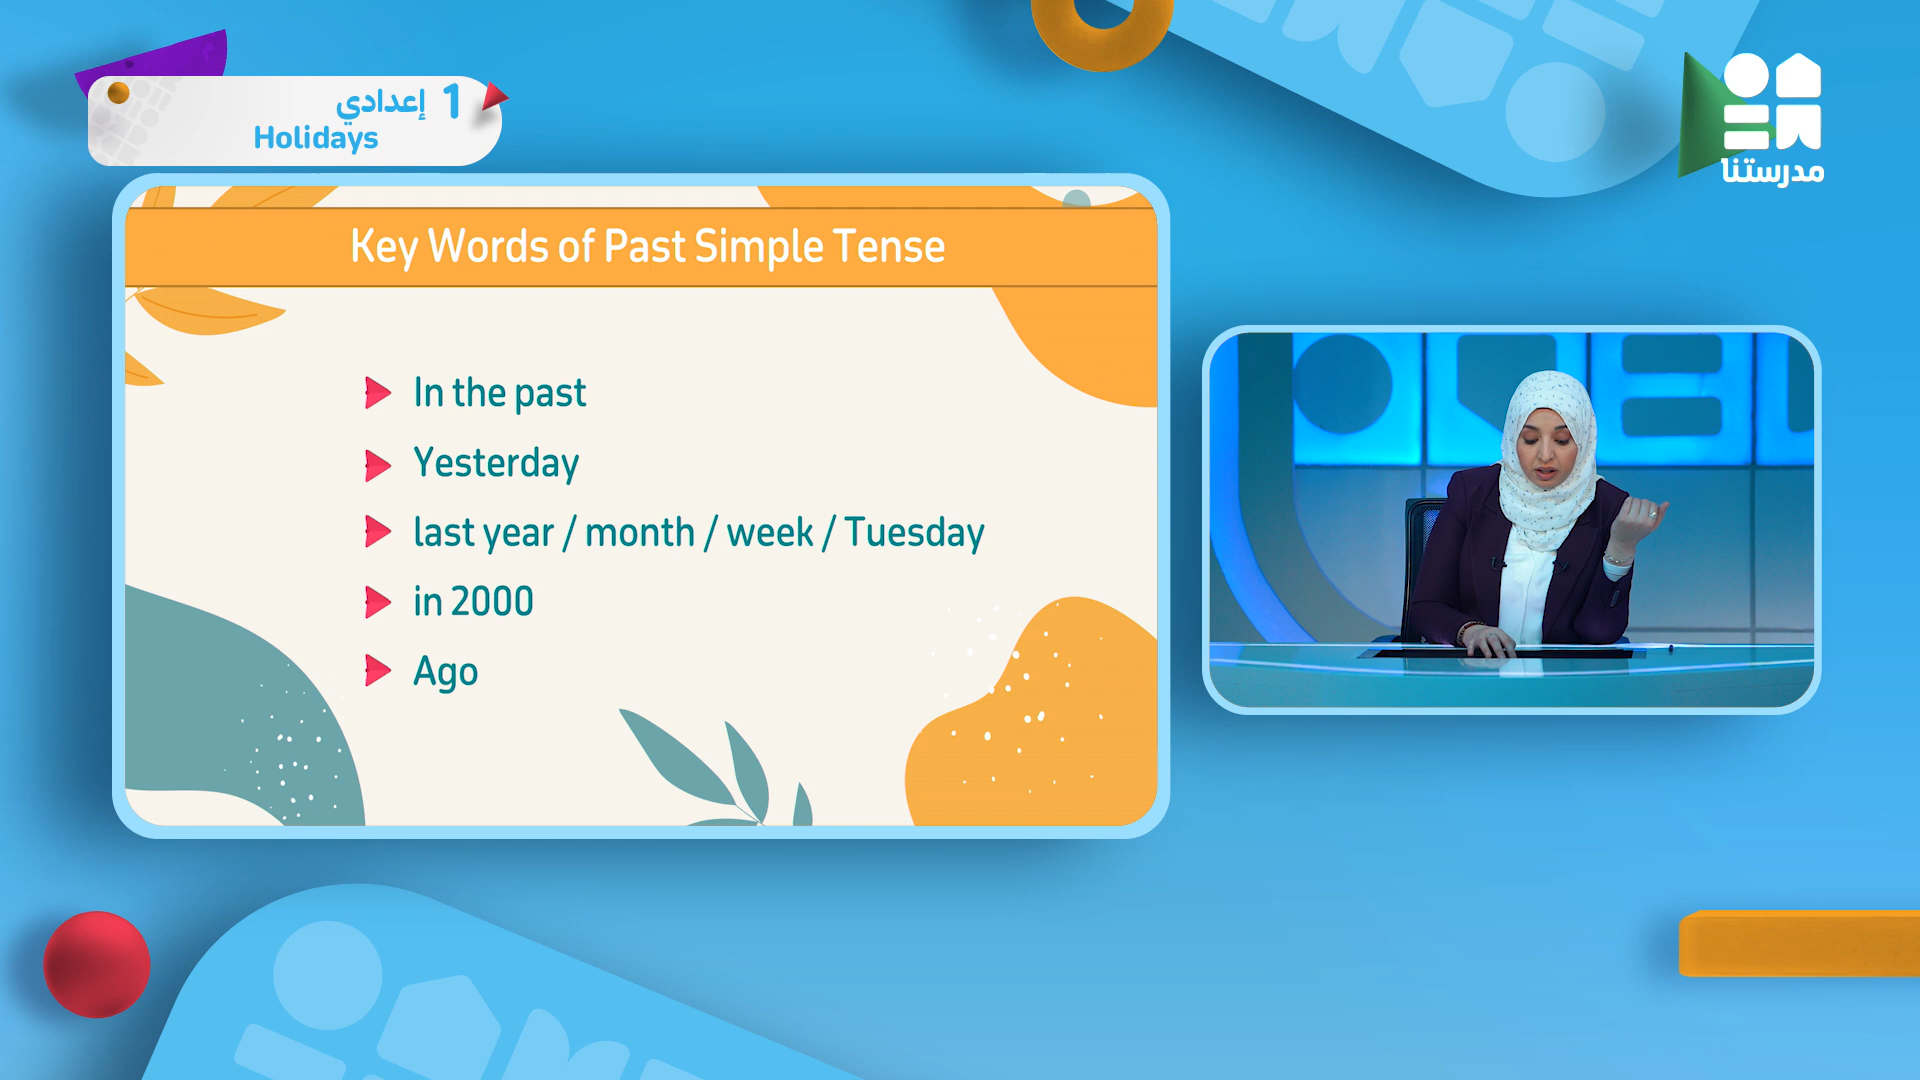 1 إعدادي
Holidays
مدرستنا
Key Words of Past Simple Tense
In the past
Yesterday
last year / month / week / Tuesday
in 2000
Ago